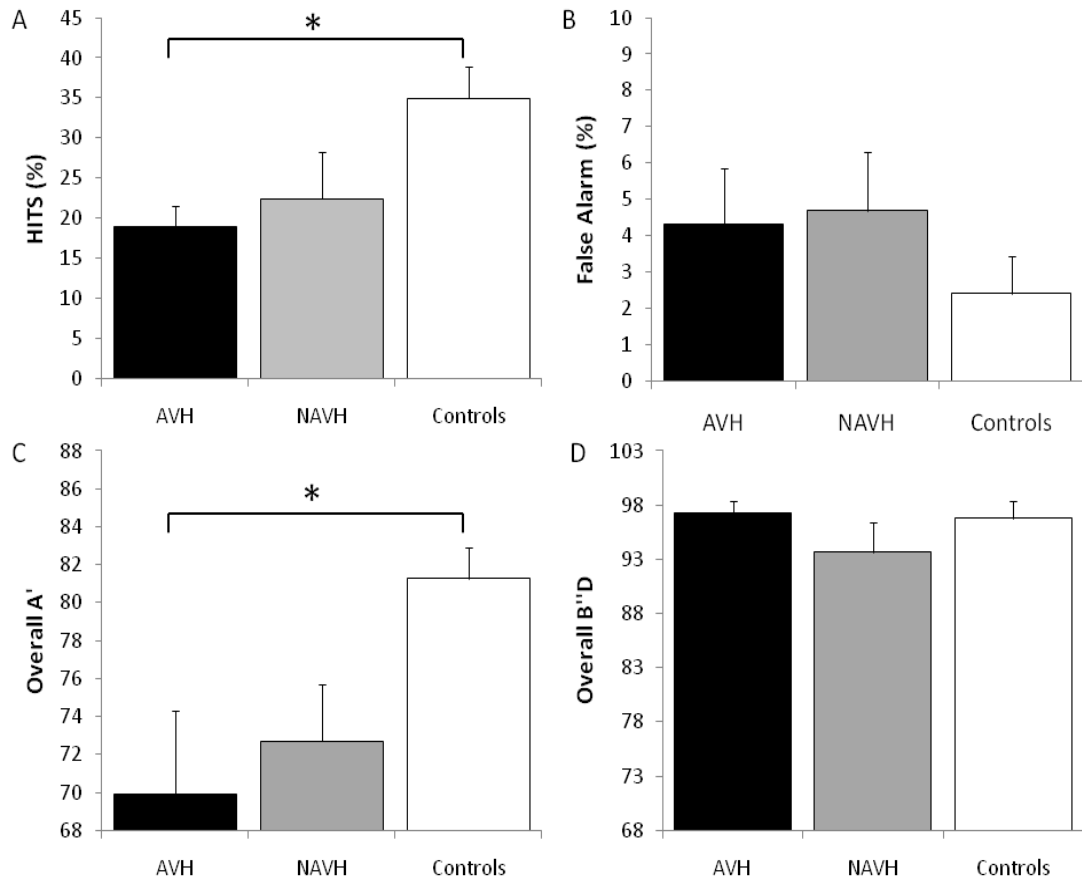 A
HITS (%)
45
40
35
30
25
20
15
10
5
0
*
AVH
NAVH
Controls
B
False Alarm (%)
10
9
8
7
6
5
4
3
2
1
0
AVH
NAVH
Controls
C
Overall A'
88
86
84
82
80
78
76
74
72
70
68
*
AVH
NAVH
Controls
D
Overall B"D
103
98
93
88
83
78
73
68
AVH
NAVH
Controls